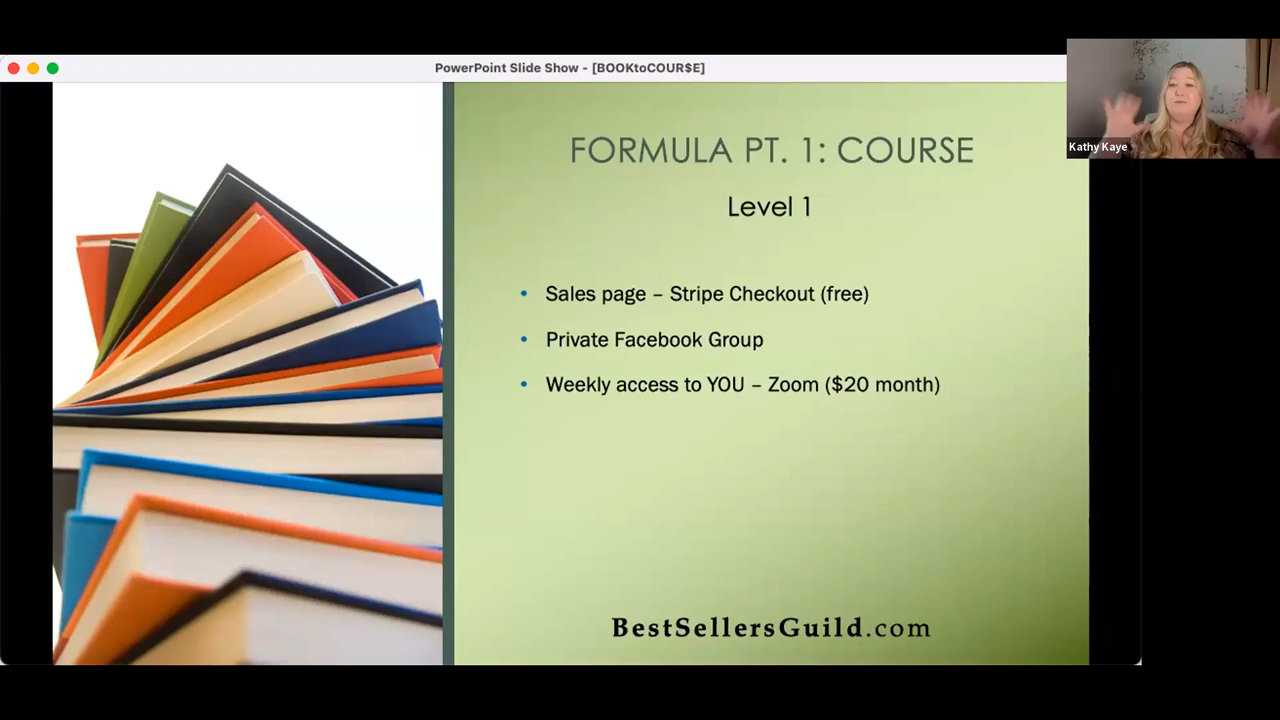 PowerPoint Slide Show - [BOOKtoCOUR$E]
Kathy Kaye
FORMULA PT. 1: COURSE
Level 1
• Sales page – Stripe Checkout (free)
• Private Facebook Group
• Weekly access to YOU – Zoom ($20 month)
BestSellersGuild.com